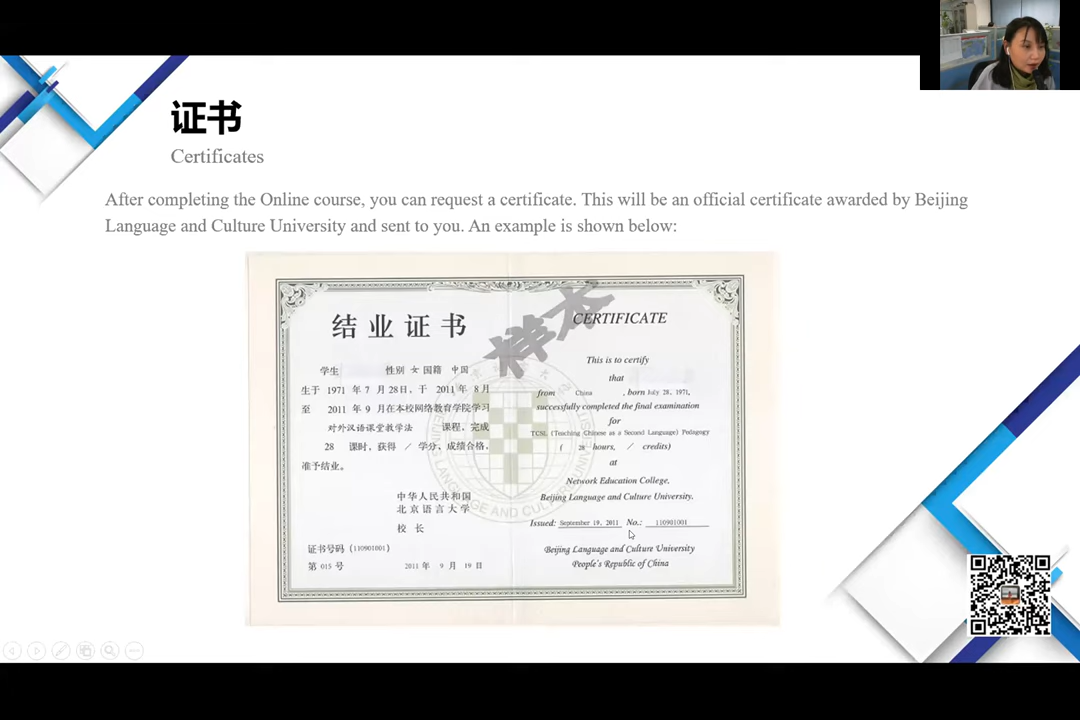 证书
Certificates
After completing the Online course, you can request a certificate. This will be an official certificate awarded by Beijing
Language and Culture University and sent to you. An example is shown below:
样本
结业证书
学生 性别 女 国籍 中国
生于 1971 年 7 月 28日, 于 2011 年 8 月
至 2011 年 9 月在本校网络教育学院学习
对外汉语课堂教学法 课程, 完成
28 课时, 获得 / 学分, 成绩合格,
准予结业。
中华人民共和国
北京语言大学
校 长
证书号码 (110901001)
第 015 号 2011 年 9 月 19 日
CERTIFICATE
This is to certify
that
from China , born July 28, 1971,
successfully completed the final examination
for
TCSL (Teaching Chinese as a Second Language) Pedagogy
( 28 hours, / credits)
at
Network Education College,
Beijing Language and Culture University.
Issued: September 19, 2011 No.: 110901001
Beijing Language and Culture University
People's Republic of China